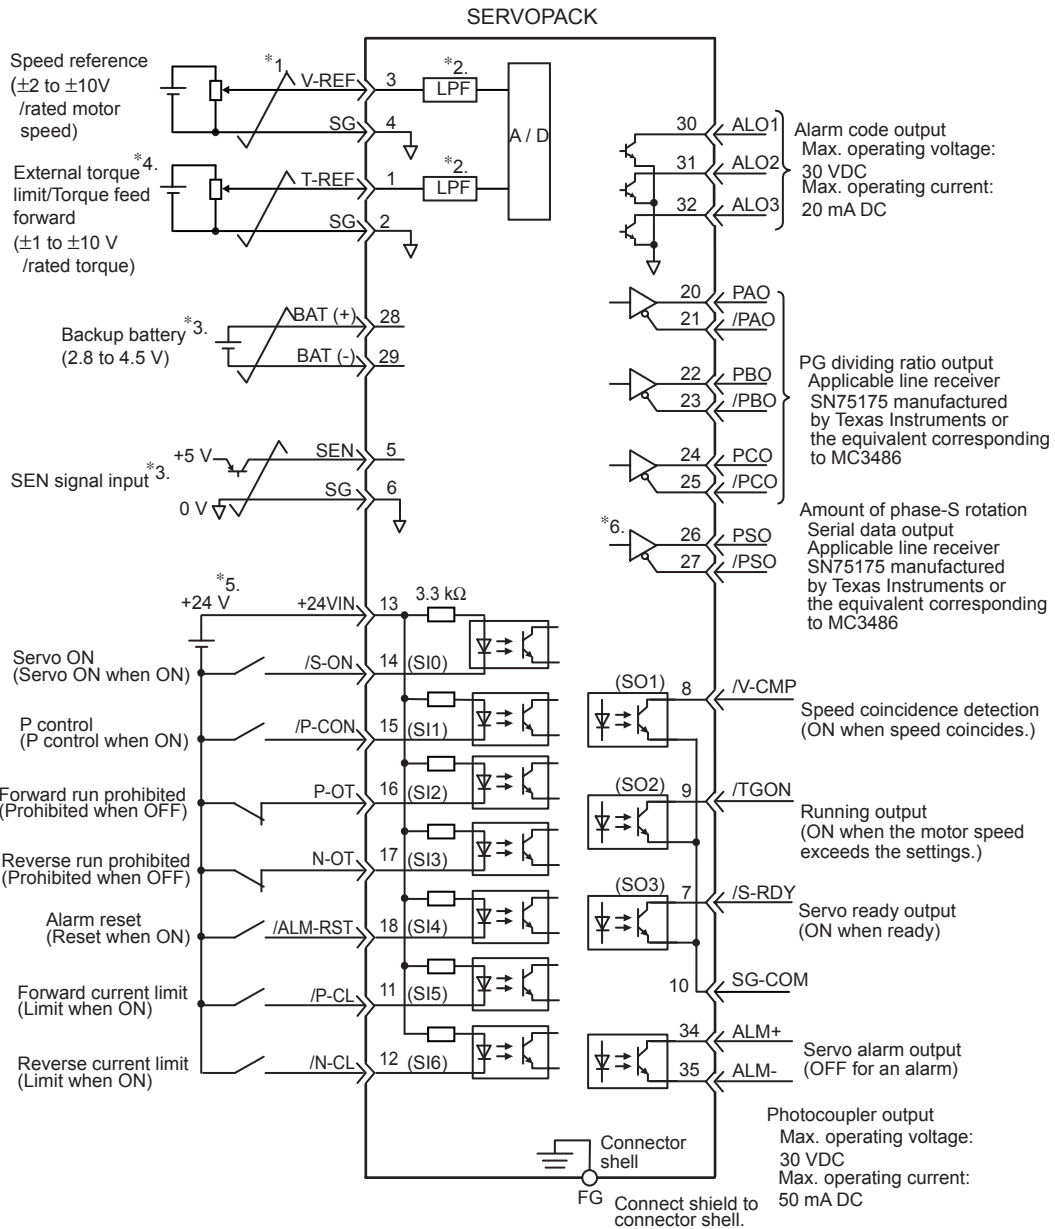 SERVOPACK
Speed reference
(±2 to ±10V
/rated motor
speed)
*1.
V-REF
3
*2.
LPF
SG
4
A / D
External torque *4.
limit/Torque feed
forward
(±1 to ±10 V
/rated torque)
T-REF
1
*2.
LPF
SG
2
Backup battery *3.
(2.8 to 4.5 V)
BAT (+)
28
BAT (-)
29
SEN signal input *3.
+5 V
SEN
5
0 V
SG
6
*5.
+24 V
+24VIN
13
3.3 kΩ
Servo ON
(Servo ON when ON)
/S-ON
14
(SI0)
P control
(P control when ON)
/P-CON
15
(SI1)
Forward run prohibited
(Prohibited when OFF)
P-OT
16
(SI2)
Reverse run prohibited
(Prohibited when OFF)
N-OT
17
(SI3)
Alarm reset
(Reset when ON)
/ALM-RST
18
(SI4)
Forward current limit
(Limit when ON)
/P-CL
11
(SI5)
Reverse current limit
(Limit when ON)
/N-CL
12
(SI6)
30
ALO1
31
ALO2
32
ALO3
Alarm code output
Max. operating voltage:
30 VDC
Max. operating current:
20 mA DC
20
PAO
21
/PAO
22
PBO
23
/PBO
24
PCO
25
/PCO
PG dividing ratio output
Applicable line receiver
SN75175 manufactured
by Texas Instruments or
the equivalent corresponding
to MC3486
*6.
26
PSO
27
/PSO
Amount of phase-S rotation
Serial data output
Applicable line receiver
SN75175 manufactured
by Texas Instruments or
the equivalent corresponding
to MC3486
(SO1)
8
/V-CMP
Speed coincidence detection
(ON when speed coincides.)
(SO2)
9
/TGON
Running output
(ON when the motor speed
exceeds the settings.)
(SO3)
7
/S-RDY
Servo ready output
(ON when ready)
10
SG-COM
34
ALM+
35
ALM-
Servo alarm output
(OFF for an alarm)
Photocoupler output
Max. operating voltage:
30 VDC
Max. operating current:
50 mA DC
Connector
shell
FG
Connect shield to
connector shell.